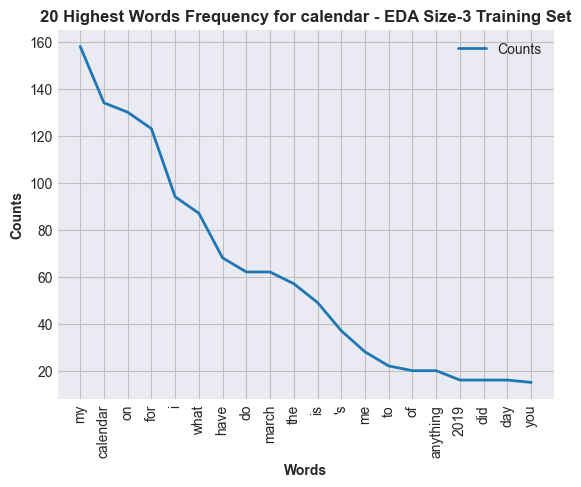 20 Highest Words Frequency for calendar - EDA Size-3 Training Set
Counts
160
140
120
100
80
60
40
20
Counts
my
calendar
on
for
i
what
have
do
march
the
is
's
me
to
of
anything
2019
did
day
you
Words